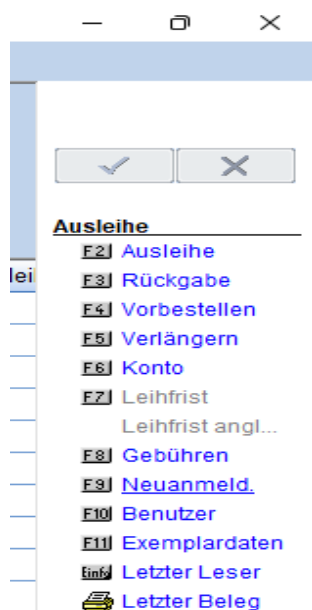 Ausleihe
F2 Ausleihe
lei
F3 Rückgabe
F4 Vorbestellen
F5 Verlängern
F6 Konto
F7 Leihfrist
Leihfrist angl...
F8 Gebühren
F9 Neuanmeld.
F10 Benutzer
F11 Exemplardaten
Einfg Letzter Leser
Letzter Beleg